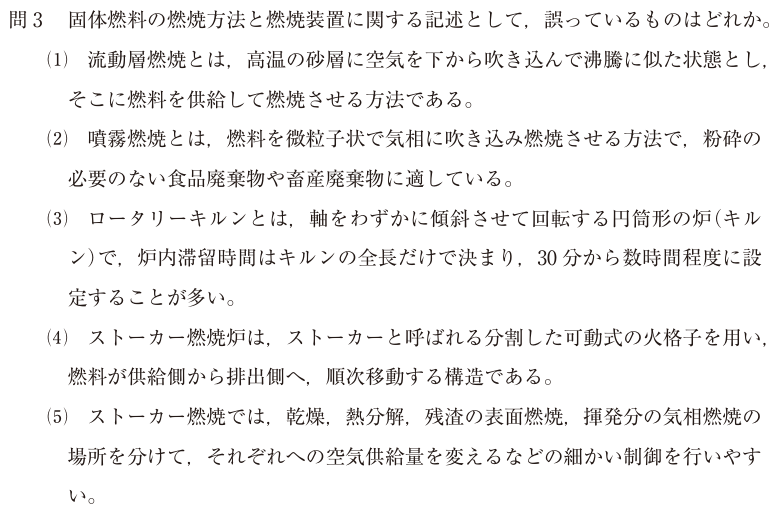 問3 固体燃料の燃焼方法と燃焼装置に関する記述として，誤っているものはどれか。
(1) 流動層燃焼とは，高温の砂層に空気を下から吹き込んで沸騰に似た状態とし，
そこに燃料を供給して燃焼させる方法である。
(2) 噴霧燃焼とは，燃料を微粒子状で気相に吹き込み燃焼させる方法で，粉砕の
必要のない食品廃棄物や畜産廃棄物に適している。
(3) ロータリーキルンとは，軸をわずかに傾斜させて回転する円筒形の炉(キル
ン)で，炉内滞留時間はキルンの全長だけで決まり，30分から数時間程度に設
定することが多い。
(4) ストーカー燃焼炉は，ストーカーと呼ばれる分割した可動式の火格子を用い，
燃料が供給側から排出側へ，順次移動する構造である。
(5) ストーカー燃焼では，乾燥，熱分解，残渣の表面燃焼，揮発分の気相燃焼の
場所を分けて，それぞれへの空気供給量を変えるなどの細かい制御を行いやす
い。